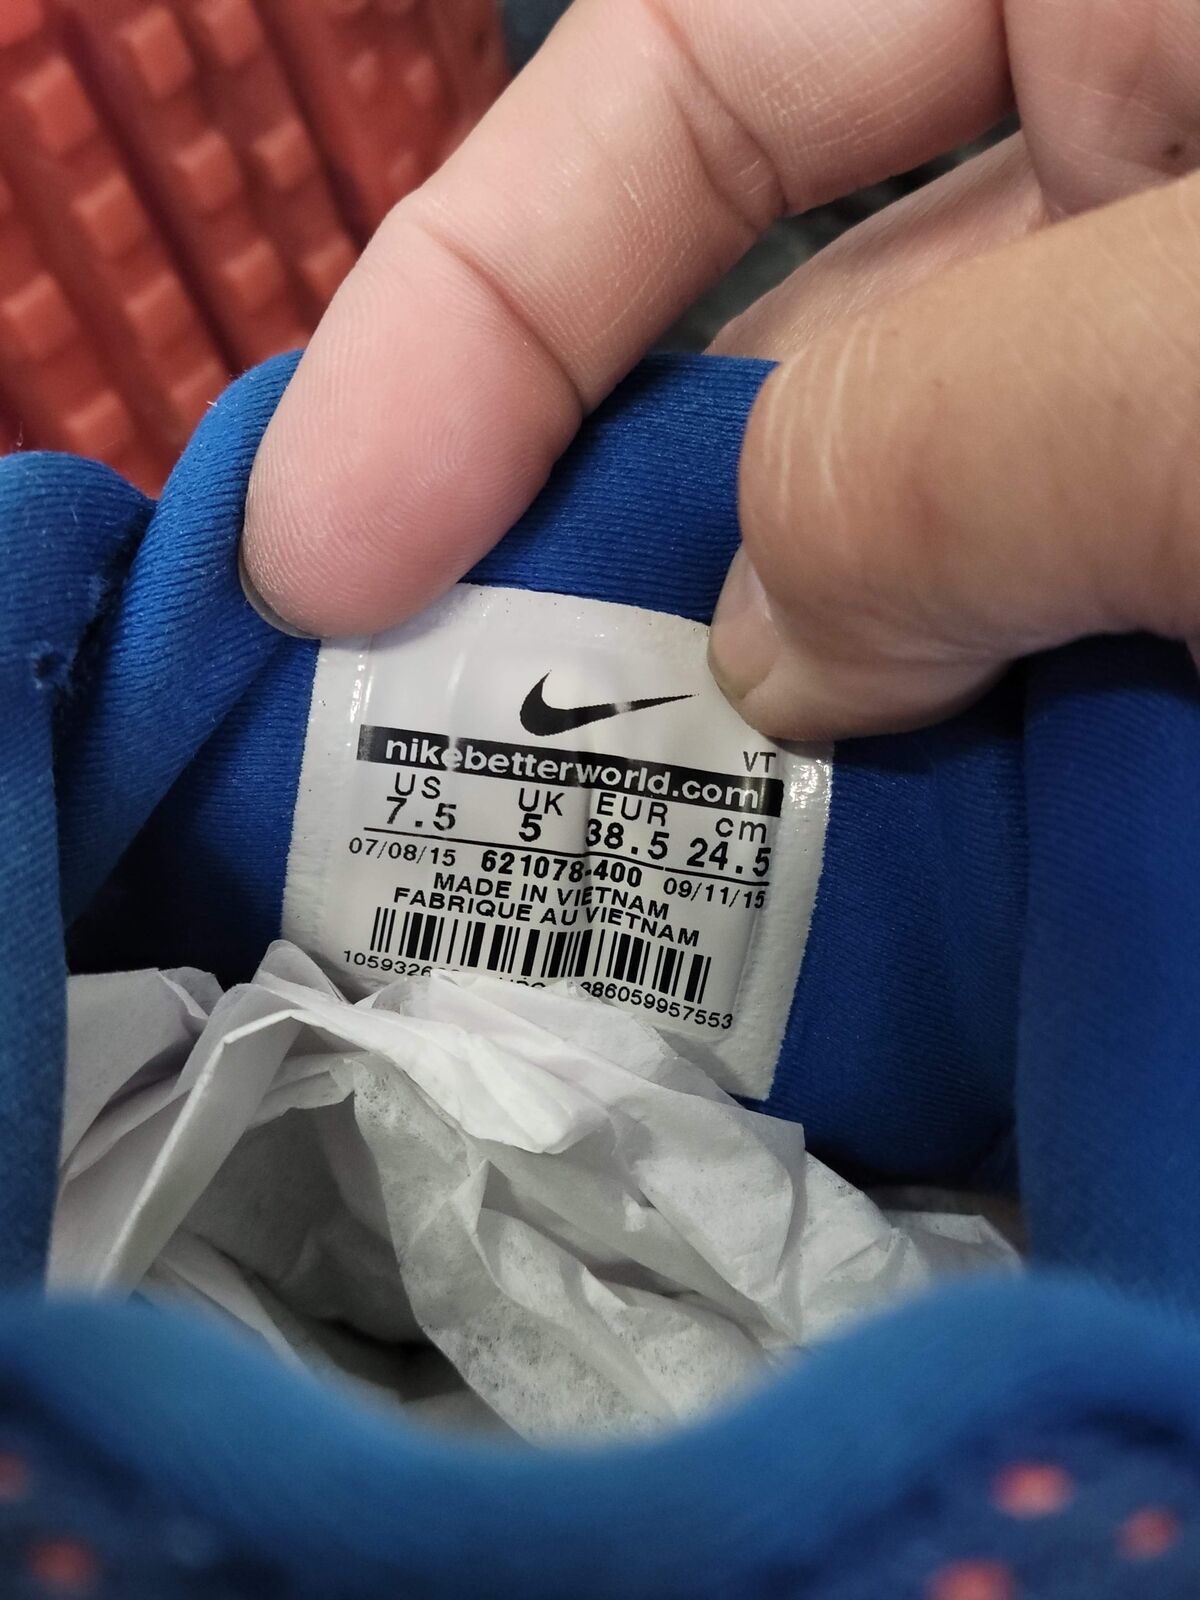 VT
nikebetterworld.com
US UK EUR cm
7.5 5 38.5 24.5
07/08/15 621078-400 09/11/15
MADE IN VIETNAM
FABRIQUE AU VIETNAM
886059957553